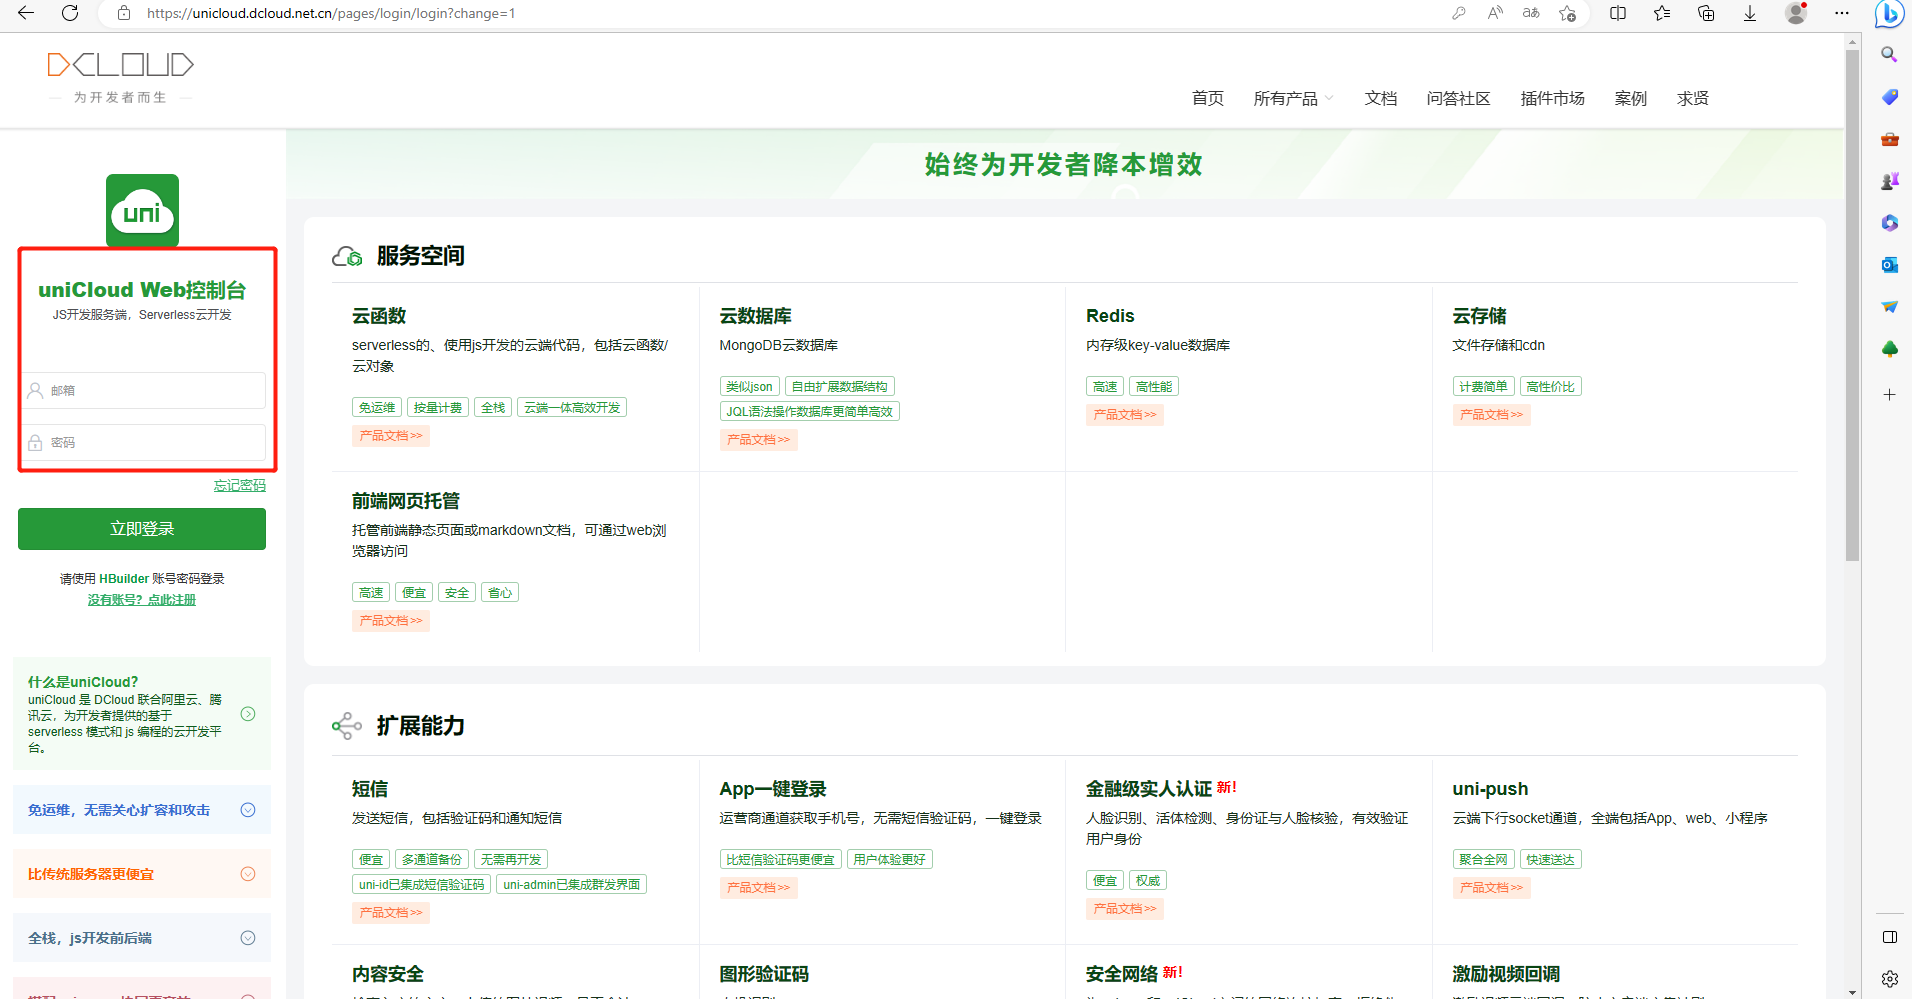 https://unicloud.dcloud.net.cn/pages/login/login?change=1
DCLOUD
为开发者而生
首页 所有产品 文档 问答社区 插件市场 案例 求贤
始终为开发者降本增效
uni
uniCloud Web控制台
JS开发服务端，Serverless云开发
邮箱
密码
忘记密码
立即登录
请使用 HBuilder 账号密码登录
没有账号？点此注册
什么是uniCloud？
uniCloud 是 DCloud 联合阿里云、腾
讯云，为开发者提供的基于
serverless 模式和 js 编程的云开发平
台。
免运维，无需关心扩容和攻击
比传统服务器更便宜
全栈，js开发前后端
服务空间
云函数
serverless的、使用js开发的云端代码，包括云函数/
云对象
免运维 按量计费 全栈 云端一体高效开发
产品文档>>
云数据库
MongoDB云数据库
类似json 自由扩展数据结构
JQL语法操作数据库更简单高效
产品文档>>
Redis
内存级key-value数据库
高速 高性能
产品文档>>
云存储
文件存储和cdn
计费简单 高性价比
产品文档>>
前端网页托管
托管前端静态页面或markdown文档，可通过web浏
览器访问
高速 便宜 安全 省心
产品文档>>
扩展能力
短信
发送短信，包括验证码和通知短信
便宜 多通道备份 无需再开发
uni-id已集成短信验证码 uni-admin已集成群发界面
产品文档>>
App一键登录
运营商通道获取手机号，无需短信验证码，一键登录
比短信验证码更便宜 用户体验更好
产品文档>>
金融级实人认证 新!
人脸识别、活体检测、身份证与人脸核验，有效验证
用户身份
便宜 权威
产品文档>>
uni-push
云端下行socket通道，全端包括App、web、小程序
聚合全网 快速送达
产品文档>>
内容安全
图形验证码
安全网络 新!
激励视频回调